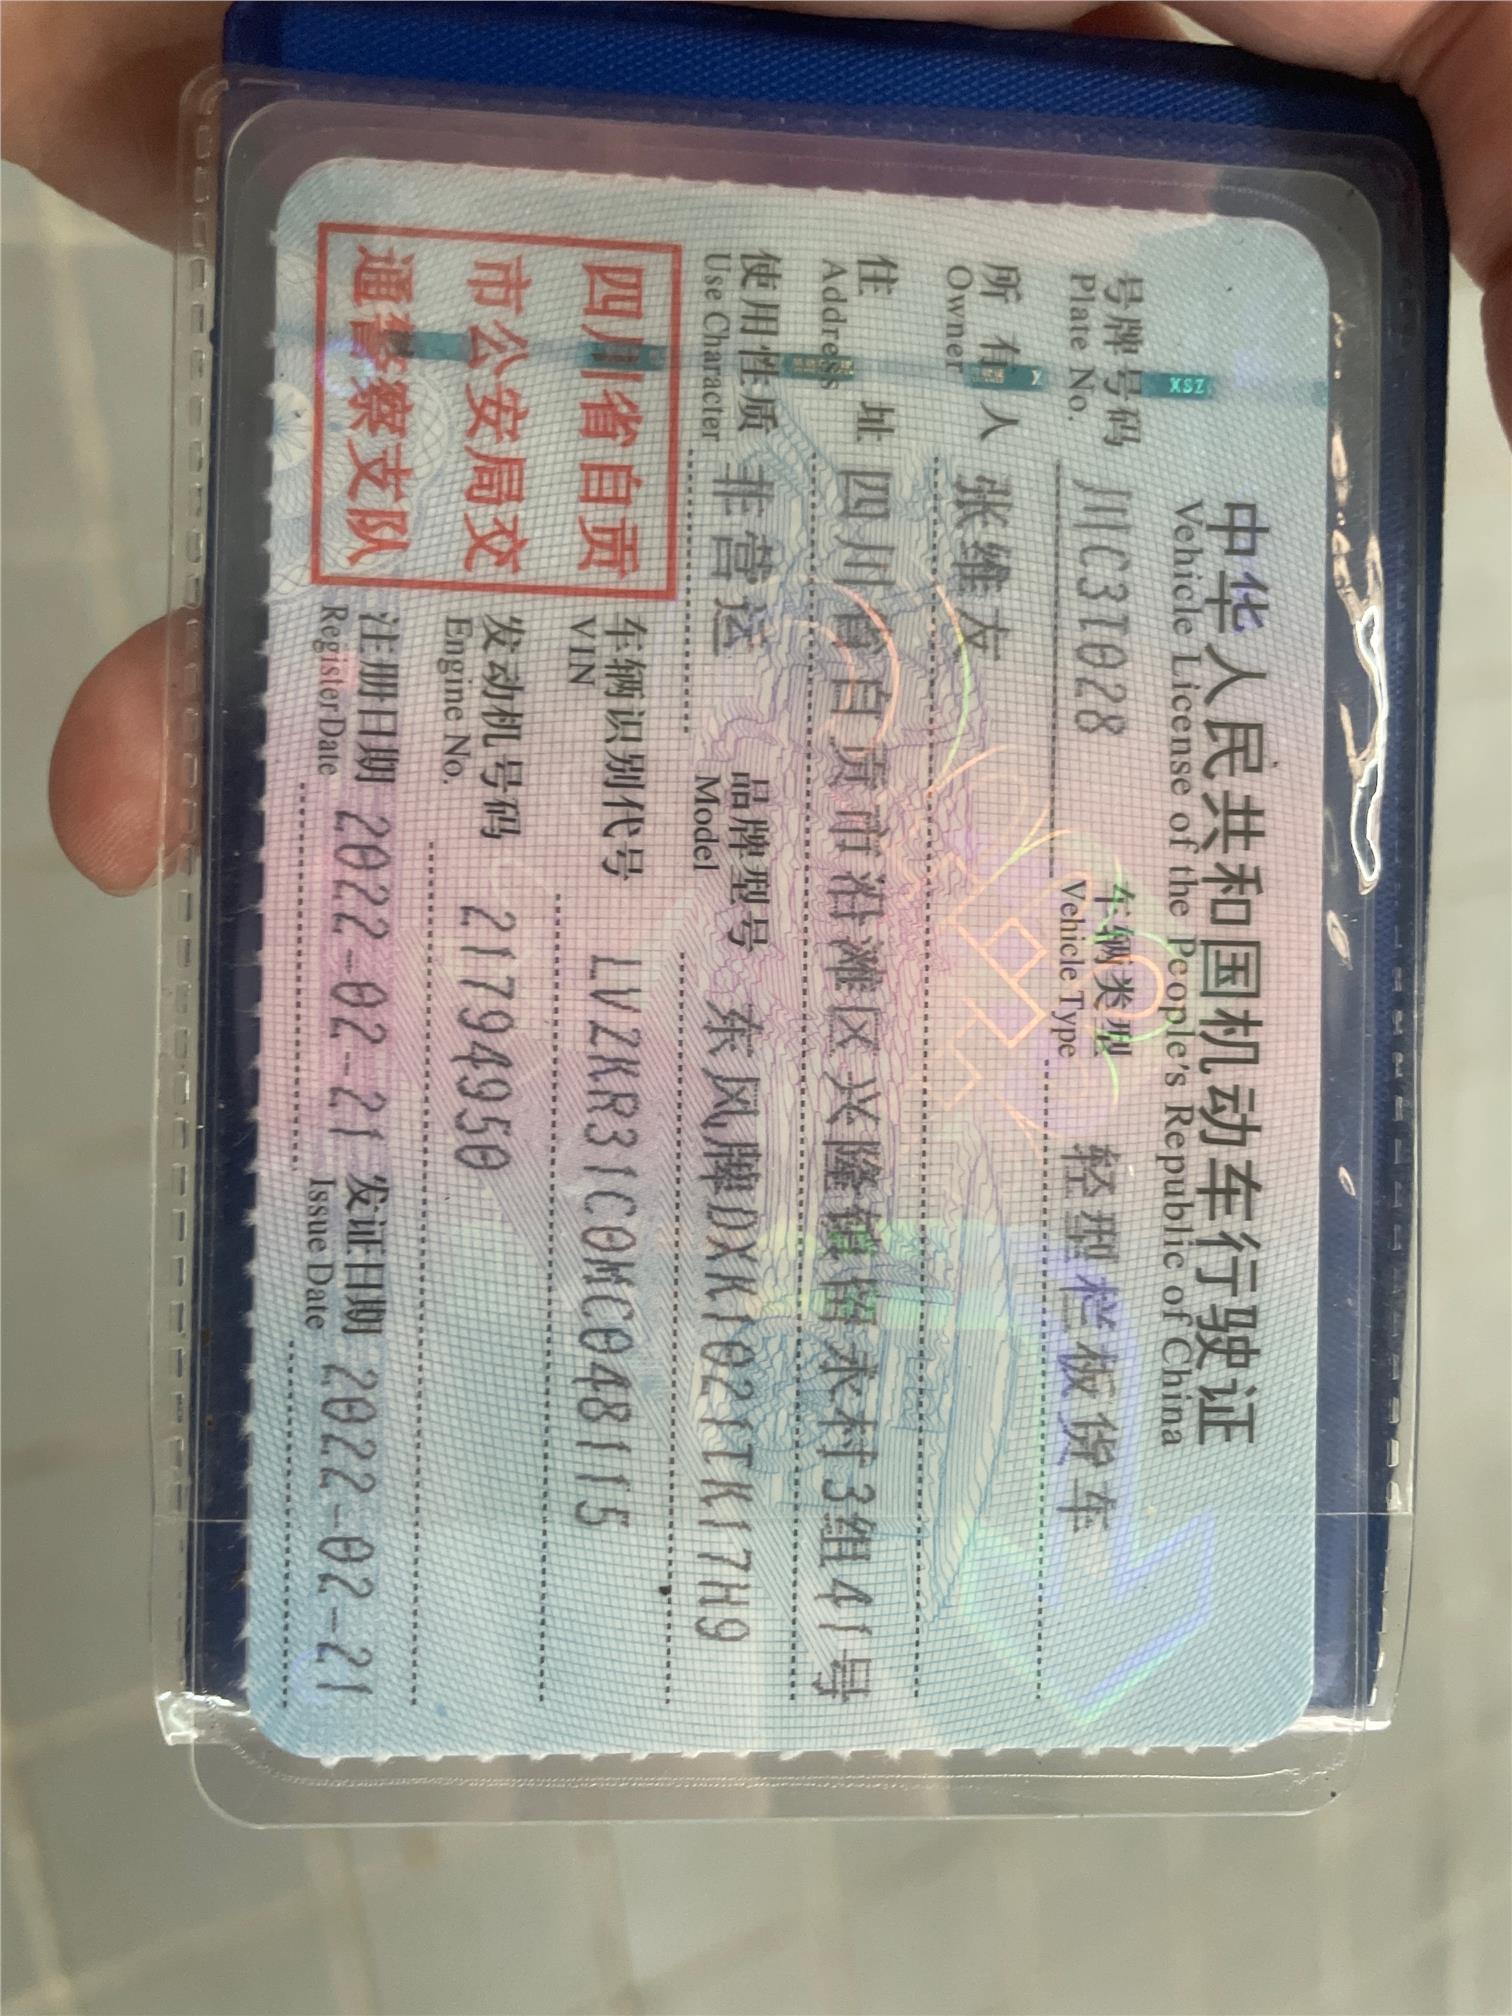 中华人民共和国机动车行驶证
Vehicle License of the People's Republic of China
号牌号码 川C3T028 车辆类型 轻型栏板货车
Plate No. Vehicle Type
所有人 张维友
Owner
住址 四川省自贡市沿滩区兴隆镇留永村3组41号
Address
使用性质 非营运 品牌型号 东风牌DXK1021TK17H9
Use Character Model
四川省自贡
市公安局交
通警察支队
车辆识别代号 LVZKR31C0MC048115
VIN
发动机号码 21794950
Engine No.
注册日期 2022-02-21 发证日期 2022-02-21
Register Date Issue Date